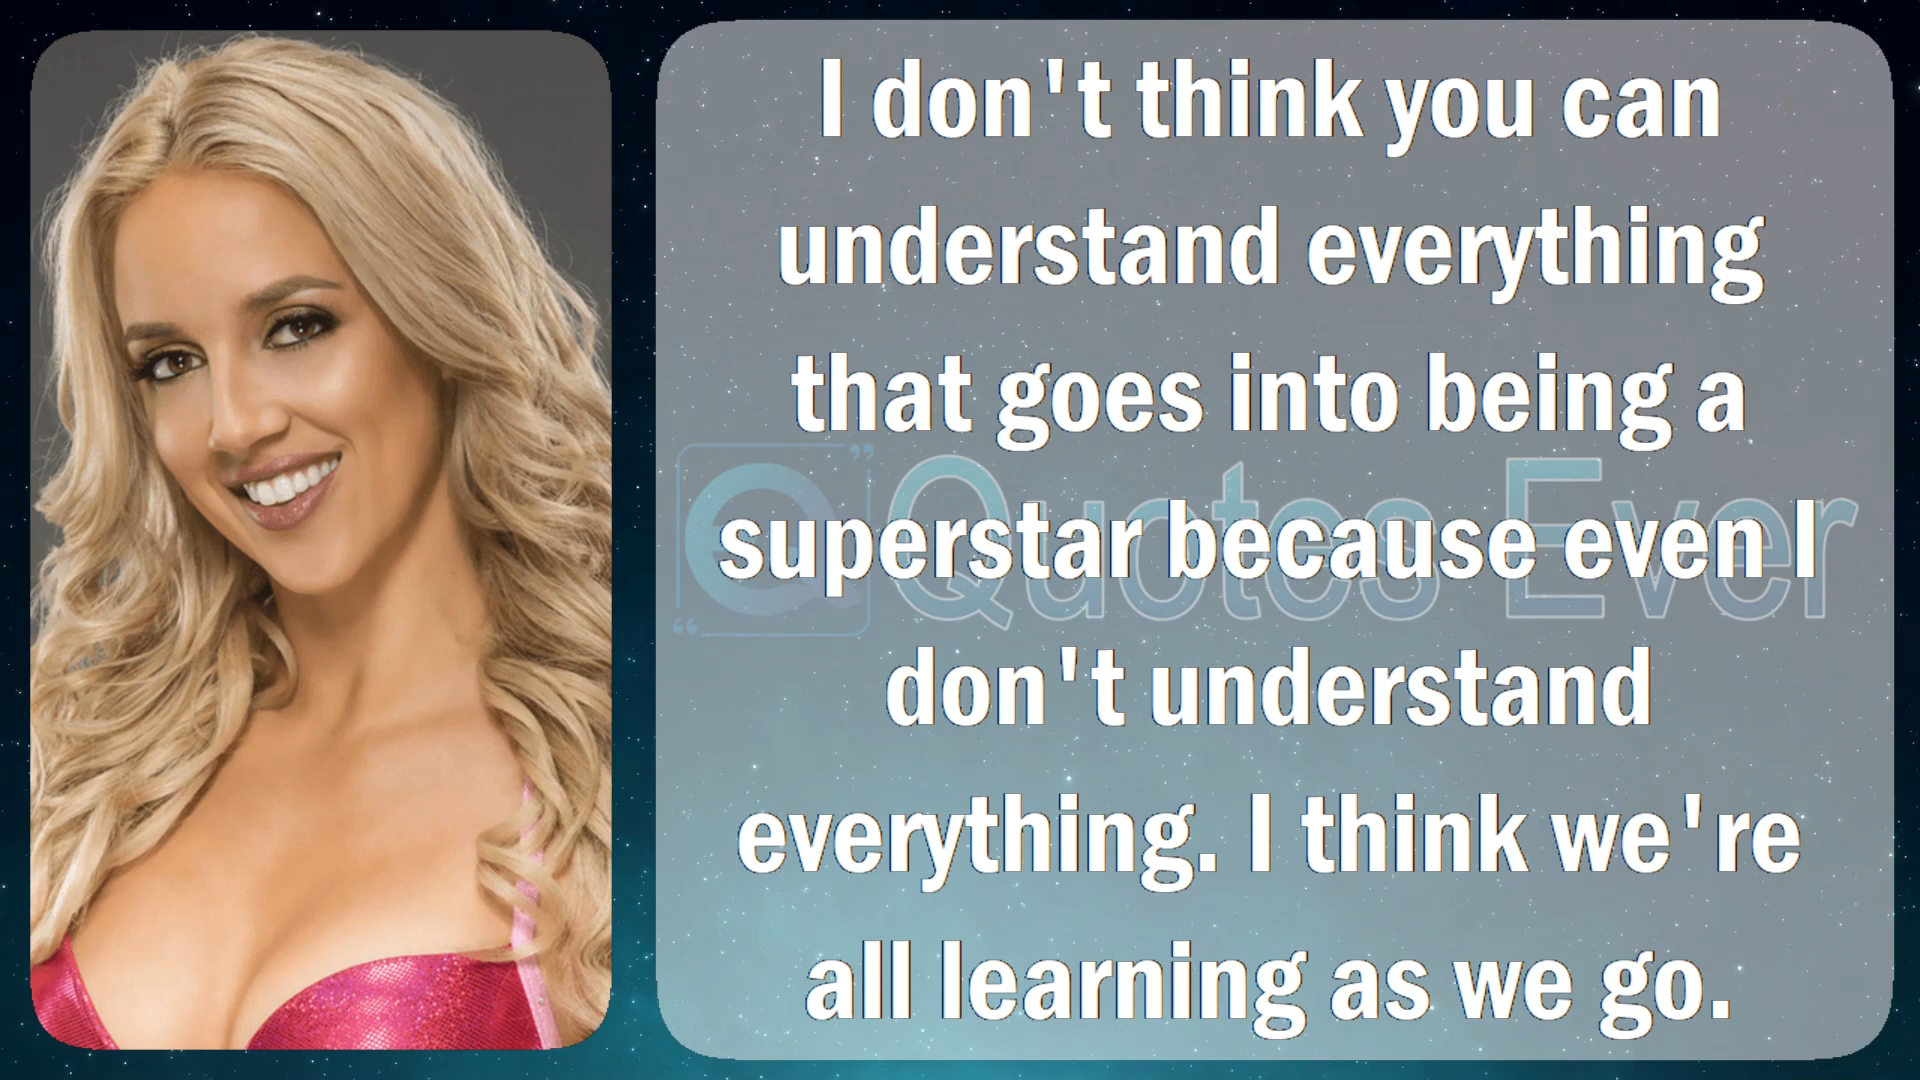 I don't think you can
understand everything
that goes into being a
superstar because even I
don't understand
everything. I think we're
all learning as we go.
e Quotes Ever